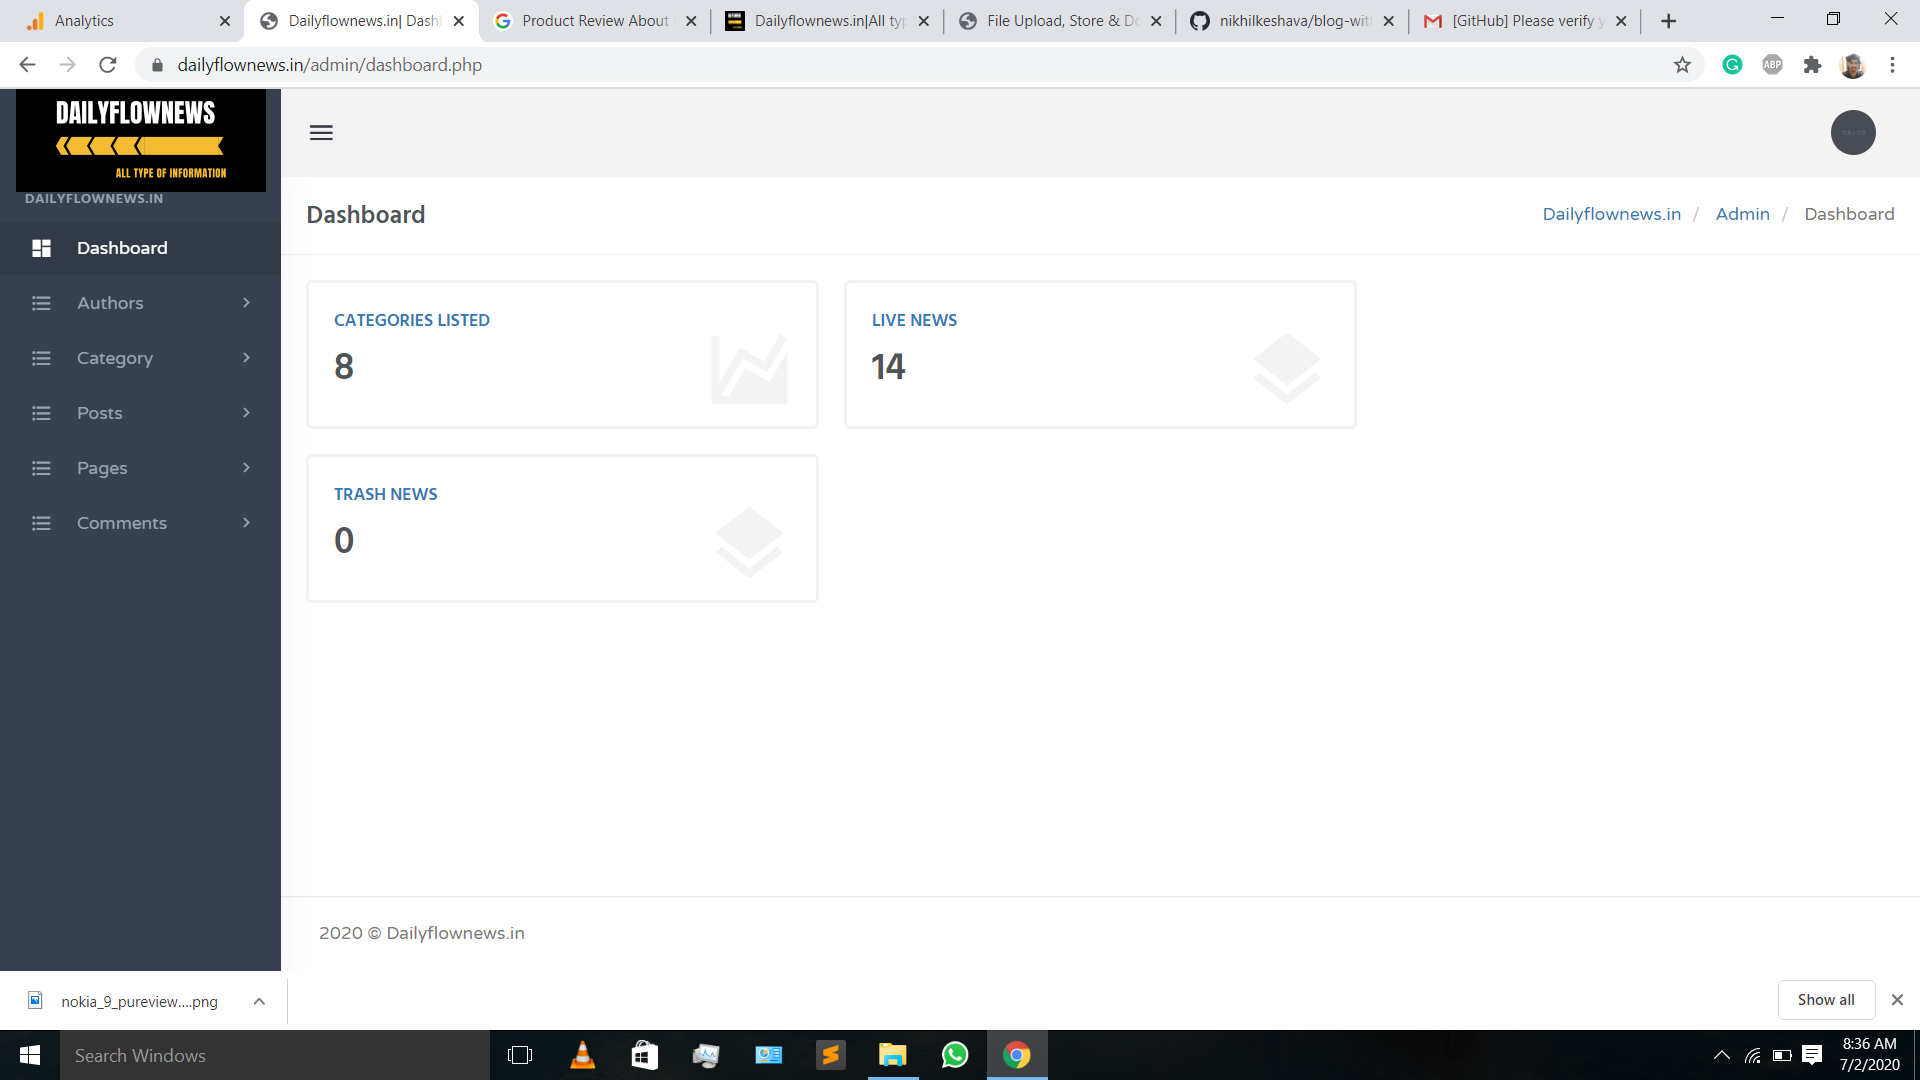 Analytics
Dailyflownews.in| Dash
Product Review About
Dailyflownews.in|All typ
File Upload, Store & Do
nikhilkeshava/blog-wit
[GitHub] Please verify y
dailyflownews.in/admin/dashboard.php
ABP
DAILYFLOWNEWS
ALL TYPE OF INFORMATION
DAILYFLOWNEWS.IN
Dashboard
Authors
Category
Posts
Pages
Comments
Dashboard
Dailyflownews.in / Admin / Dashboard
CATEGORIES LISTED
8
LIVE NEWS
14
TRASH NEWS
0
2020 © Dailyflownews.in
nokia_9_pureview....png
Show all
Search Windows
8:36 AM
7/2/2020